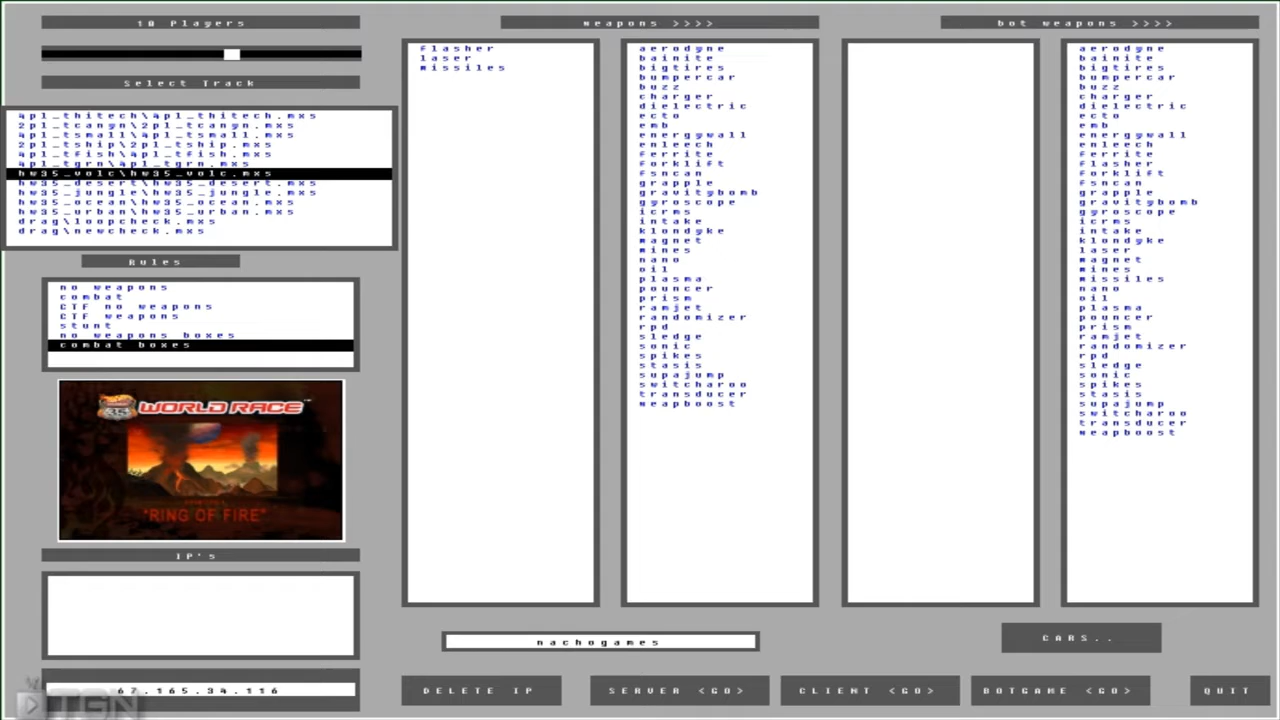 10 Players
Select Track
4pl_thitech\4pl_thitech.mxs
2pl_tcanyn\2pl_tcanyn.mxs
4pl_tsmall\4pl_tsmall.mxs
2pl_tship\2pl_tship.mxs
4pl_tfish\4pl_tfish.mxs
4pl_tgrn\4pl_tgrn.mxs
hw35_volc\hw35_volc.mxs
hw35_desert\hw35_desert.mxs
hw35_jungle\hw35_jungle.mxs
hw35_ocean\hw35_ocean.mxs
hw35_urban\hw35_urban.mxs
drag\loopcheck.mxs
drag\newcheck.mxs
Rules
no weapons
combat
CTF no weapons
CTF weapons
stunt
no weapons boxes
combat boxes
35 WORLD RACE
"RING OF FIRE"
IP's
67.165.34.116
TGN
weapons >>>>
flasher
laser
missiles
aerodyne
bainite
bigtires
bumpercar
buzz
charger
dielectric
ecto
emb
energywall
enleech
ferrite
forklift
fsncan
grapple
gravitybomb
gyroscope
icrms
intake
klondyke
magnet
mines
nano
oil
plasma
pouncer
prism
ramjet
randomizer
rpd
sledge
sonic
spikes
stasis
supajump
switcharoo
transducer
weapboost
bot weapons >>>>
aerodyne
bainite
bigtires
bumpercar
buzz
charger
dielectric
ecto
emb
energywall
enleech
ferrite
flasher
forklift
fsncan
grapple
gravitybomb
gyroscope
icrms
intake
klondyke
laser
magnet
mines
missiles
nano
oil
plasma
pouncer
prism
ramjet
randomizer
rpd
sledge
sonic
spikes
stasis
supajump
switcharoo
transducer
weapboost
nachogames
CARS..
DELETE IP
SERVER <GO>
CLIENT <GO>
BOTGAME <GO>
QUIT